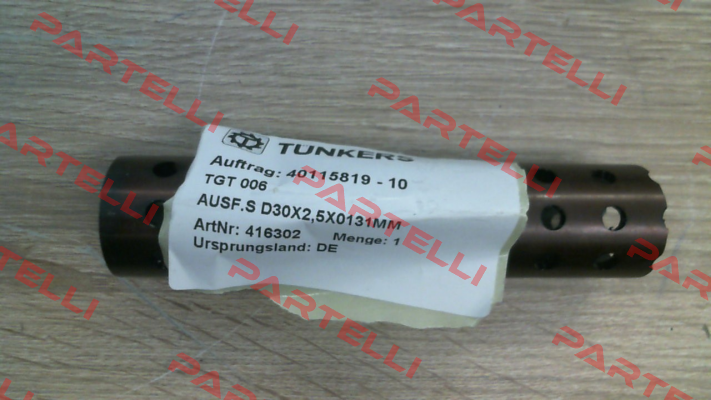 PARTELLI PARTELLI PARTELLI
TÜNKERS
Auftrag: 40115819 - 10
TGT 006
AUSF.S D30X2,5X0131MM
ArtNr: 416302 Menge: 1
Ursprungsland: DE
PARTELLI PARTELLI
PARTELLI PARTELLI
PARTELLI